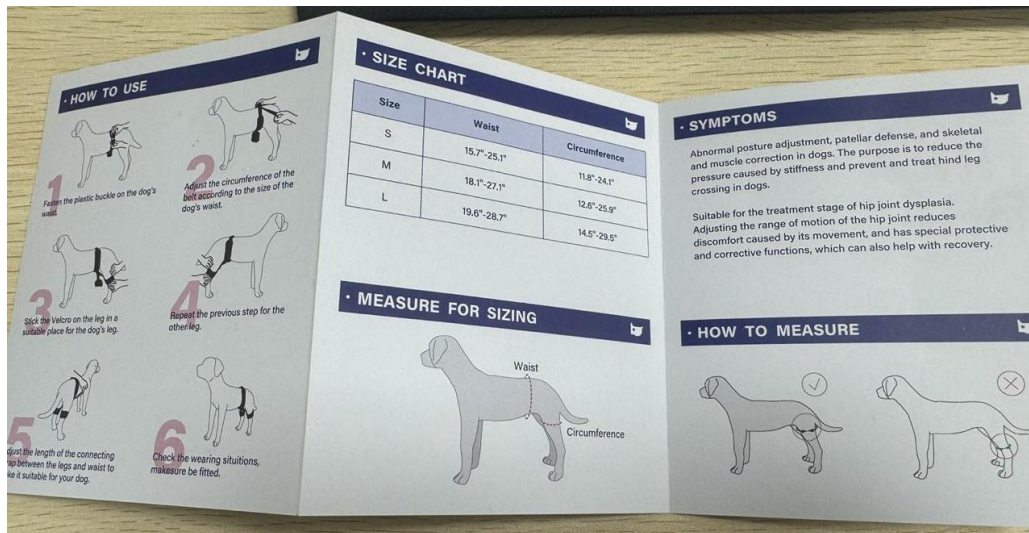 · HOW TO USE
1
Fasten the plastic buckle on the dog's
waist.
2
Adjust the circumference of the
belt according to the size of the
dog's waist.
3
Stick the Velcro on the leg in a
suitable place for the dog's leg.
4
Repeat the previous step for the
other leg.
5
djust the length of the connecting
rap between the legs and waist to
ke it suitable for your dog.
6
Check the wearing situitions,
makesure be fitted.
· SIZE CHART
Size Waist Circumference
S 15.7"-25.1" 11.8"-24.1"
M 18.1"-27.1" 12.6"-25.9"
L 19.6"-28.7" 14.5"-29.5"
· MEASURE FOR SIZING
Waist
Circumference
· SYMPTOMS
Abnormal posture adjustment, patellar defense, and skeletal
and muscle correction in dogs. The purpose is to reduce the
pressure caused by stiffness and prevent and treat hind leg
crossing in dogs.
Suitable for the treatment stage of hip joint dysplasia.
Adjusting the range of motion of the hip joint reduces
discomfort caused by its movement, and has special protective
and corrective functions, which can also help with recovery.
· HOW TO MEASURE